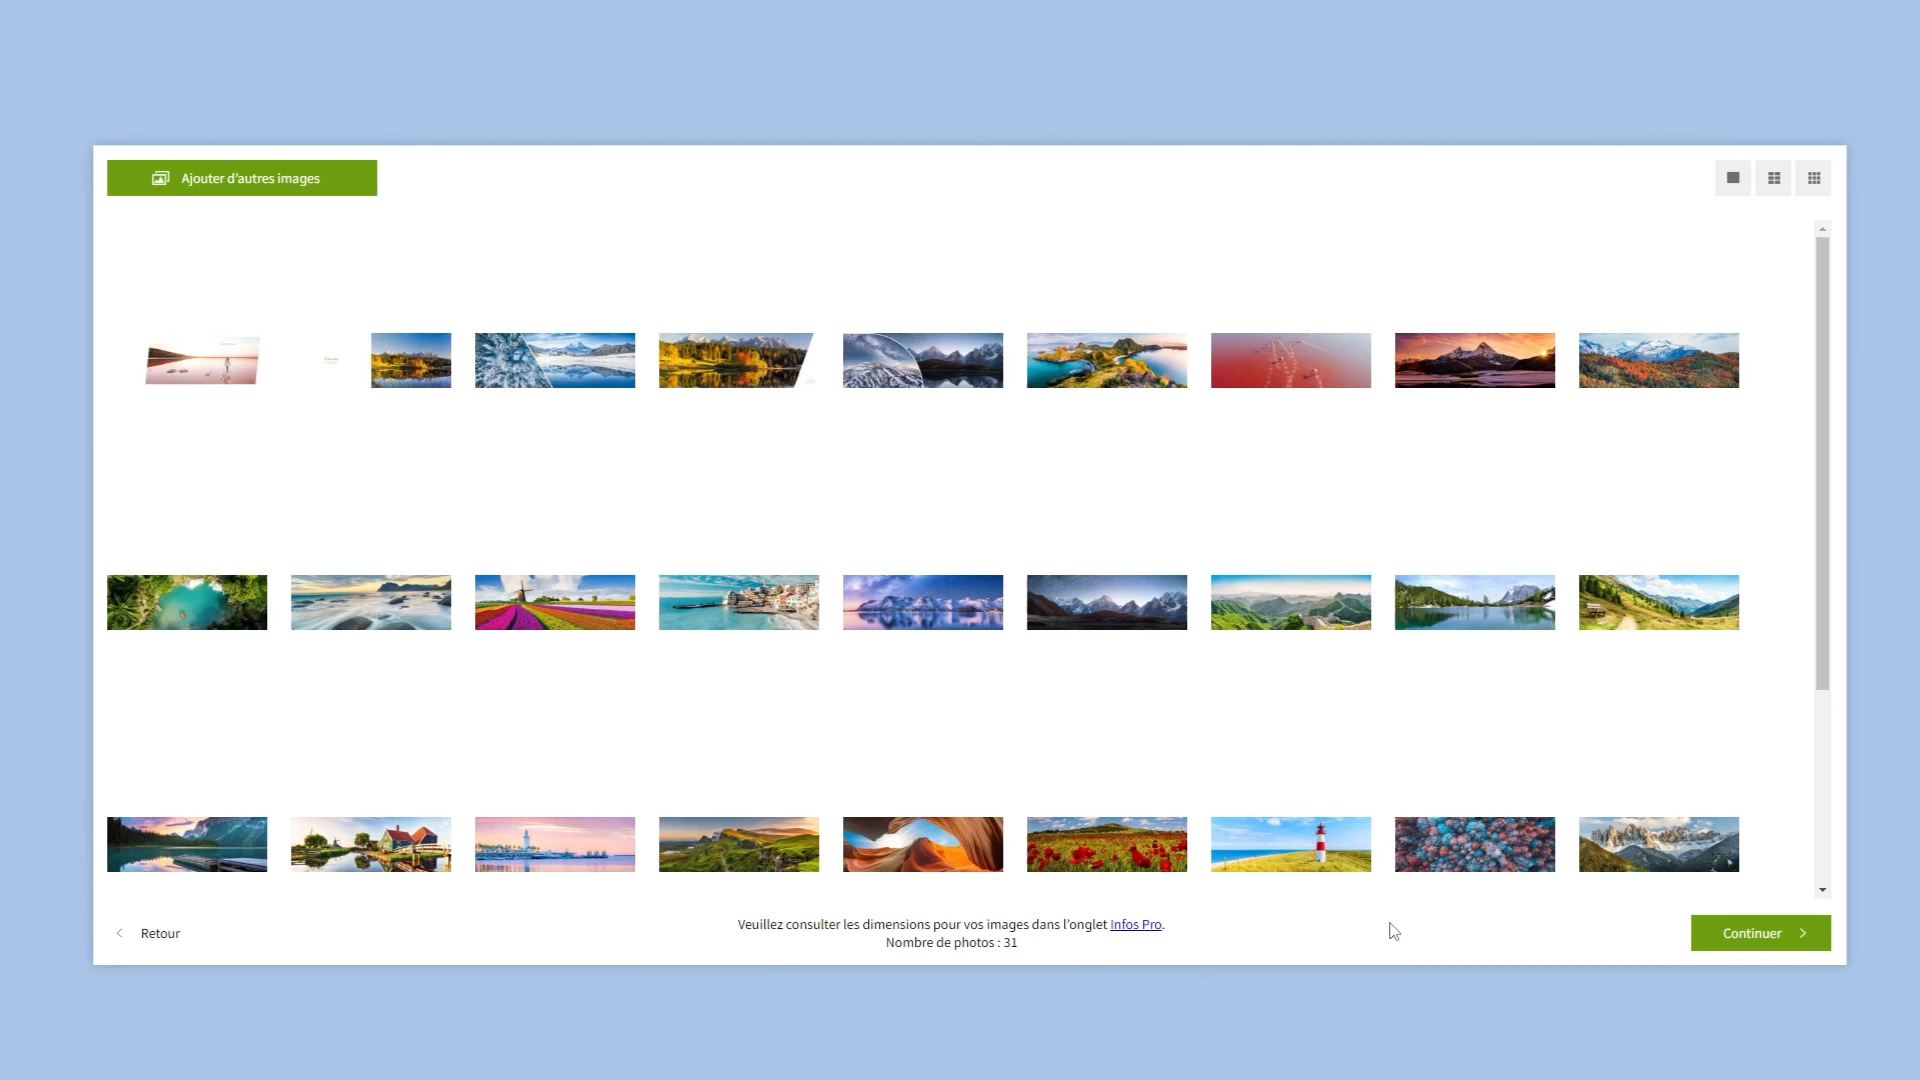 Ajouter d'autres images
Retour
Veuillez consulter les dimensions pour vos images dans l'onglet Infos Pro.
Nombre de photos : 31
Continuer